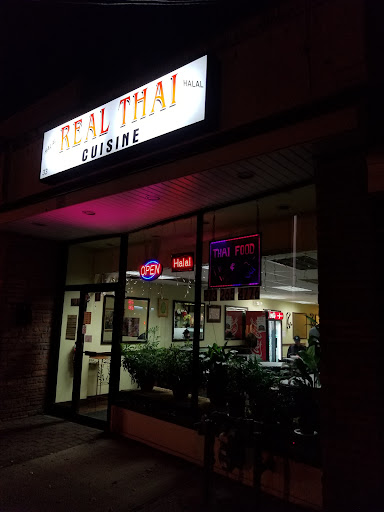 REAL THAI
HALAL
CUISINE
OPEN
Halal
THAI FOOD